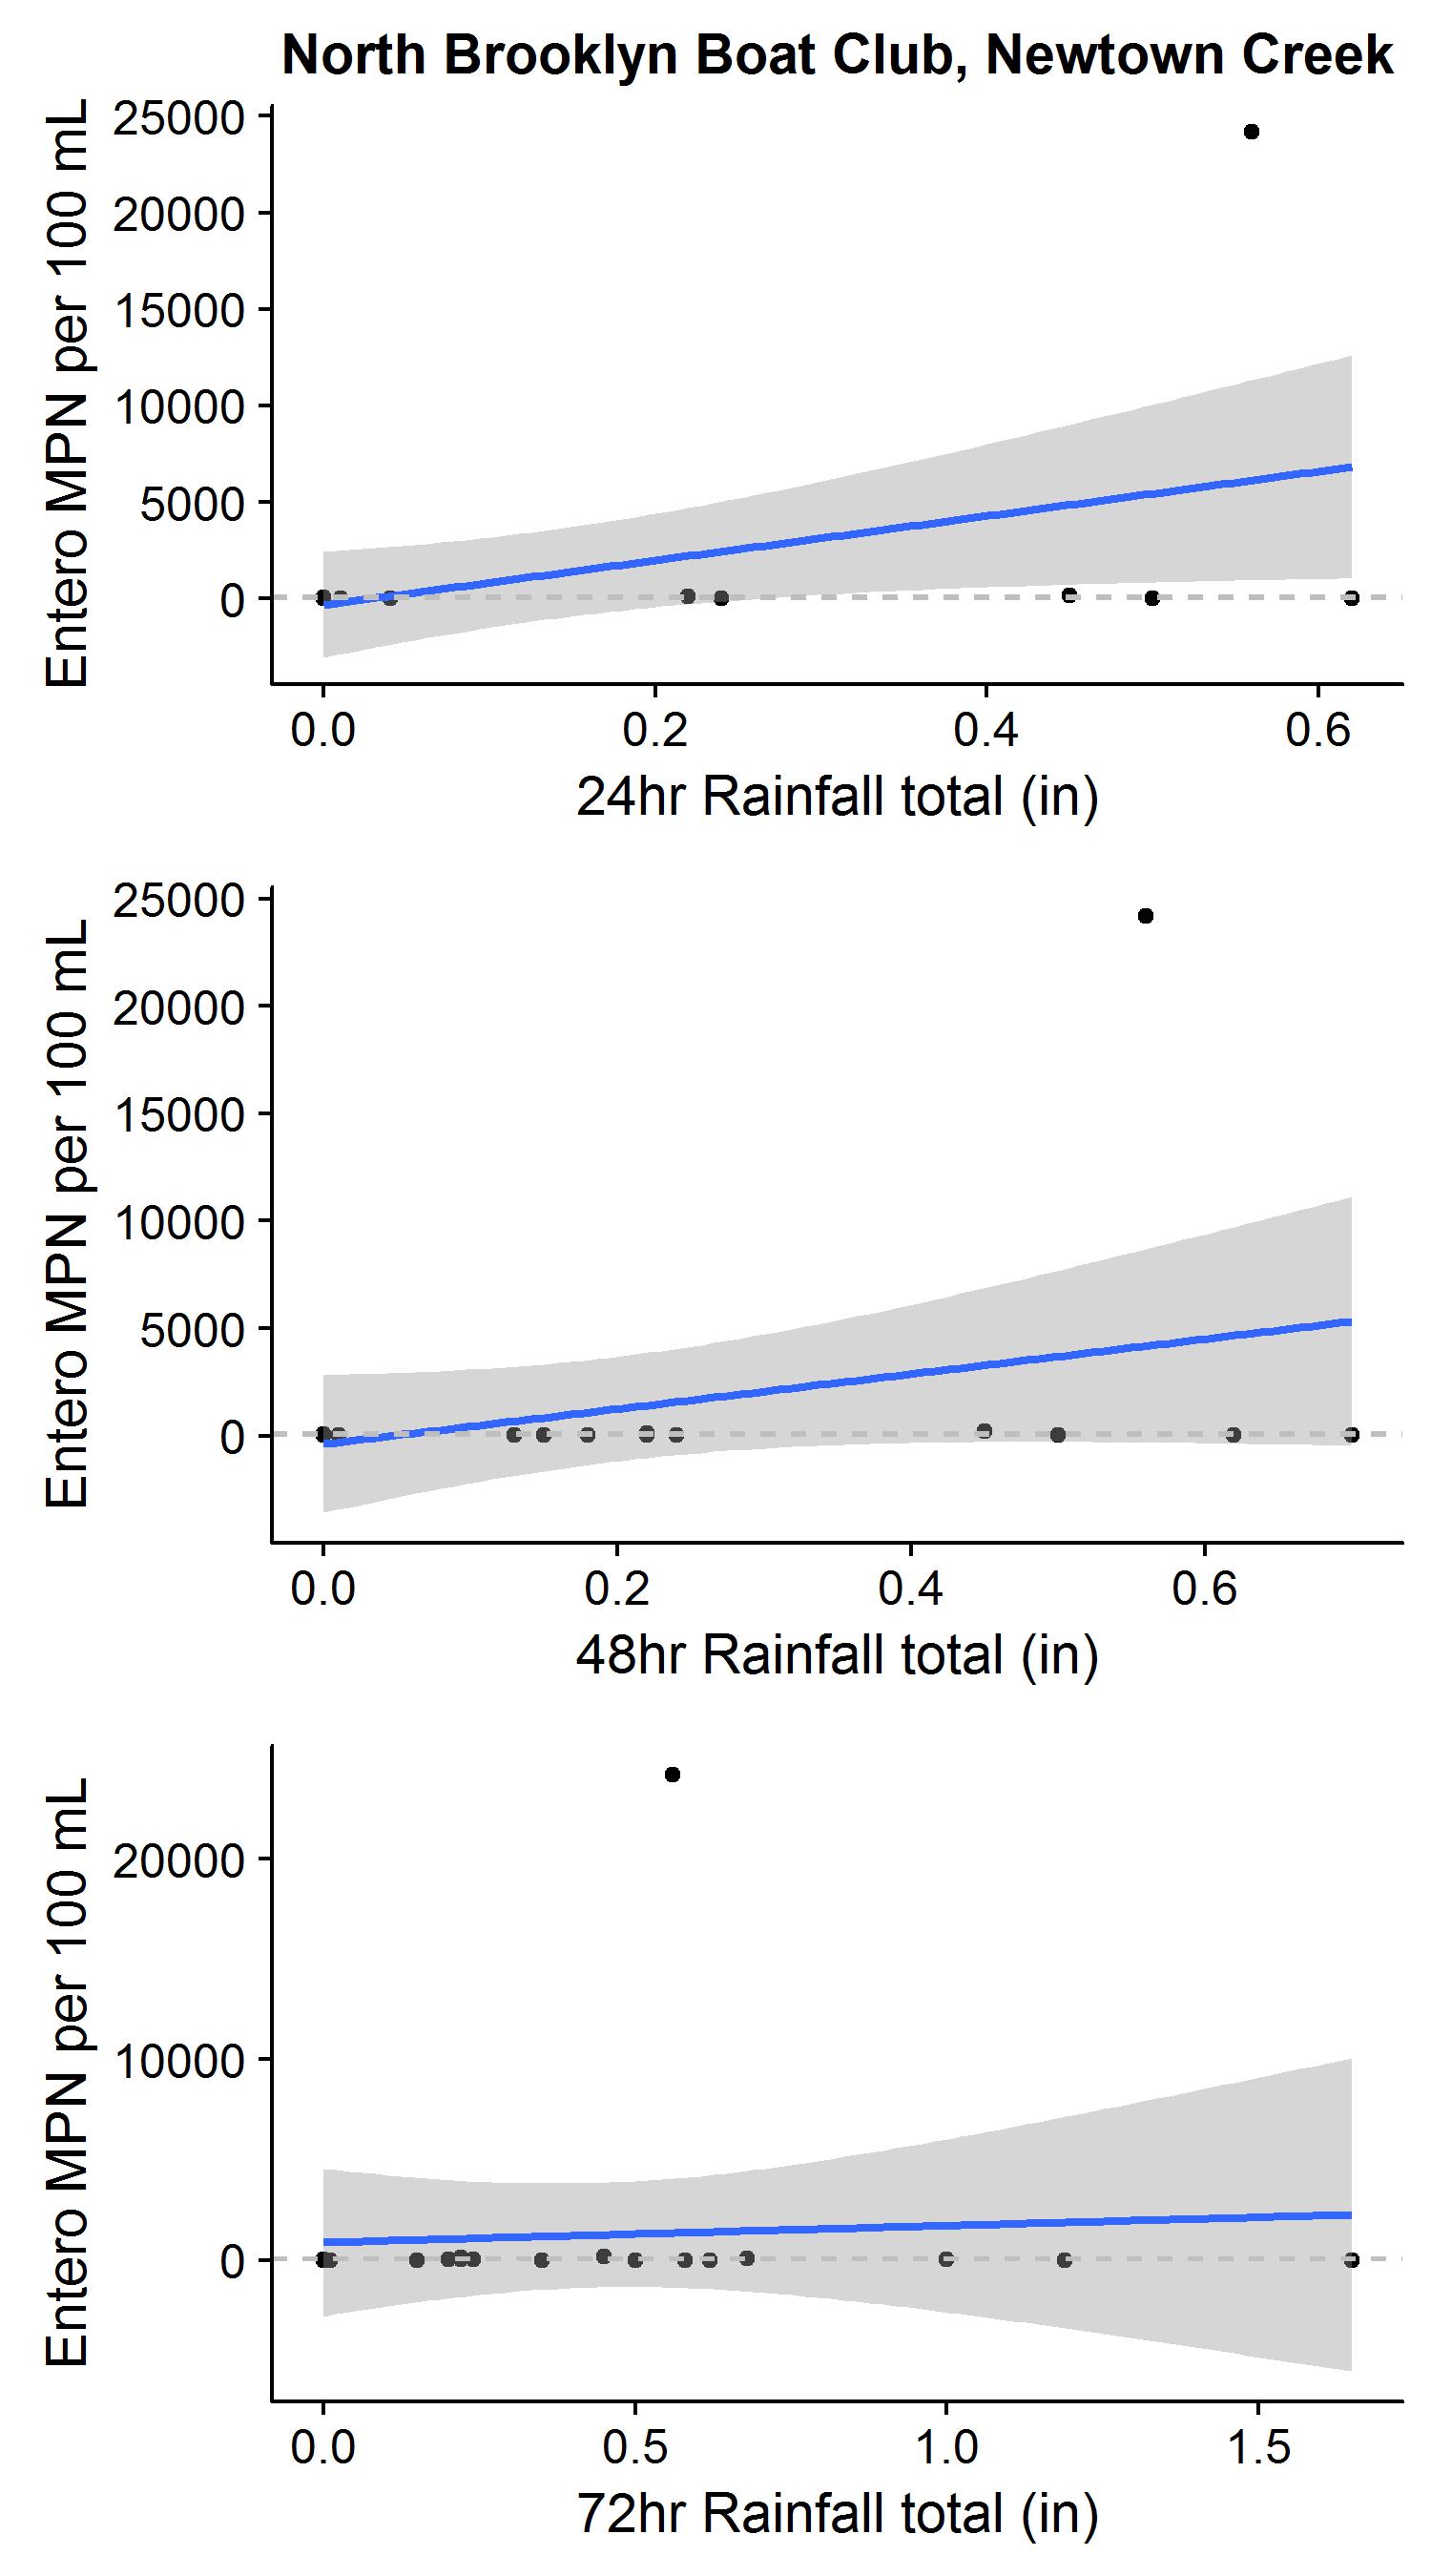 North Brooklyn Boat Club, Newtown Creek
Entero MPN per 100 mL
25000
20000
15000
10000
5000
0
0.0 0.2 0.4 0.6
24hr Rainfall total (in)
Entero MPN per 100 mL
25000
20000
15000
10000
5000
0
0.0 0.2 0.4 0.6
48hr Rainfall total (in)
Entero MPN per 100 mL
20000
10000
0
0.0 0.5 1.0 1.5
72hr Rainfall total (in)